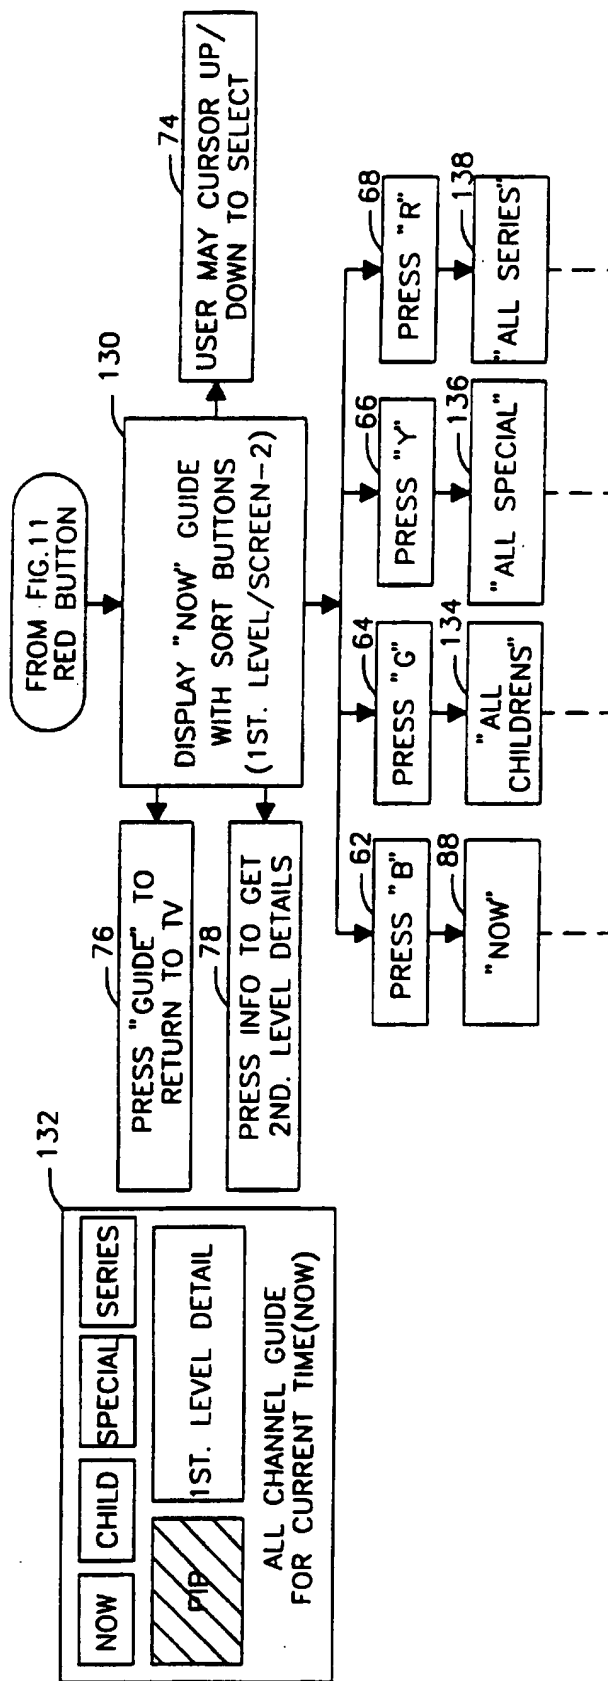 FROM FIG.11
RED BUTTON
130
DISPLAY "NOW" GUIDE
WITH SORT BUTTONS
(1ST. LEVEL/SCREEN-2)
74
USER MAY CURSOR UP/
DOWN TO SELECT
76
PRESS "GUIDE" TO
RETURN TO TV
78
PRESS INFO TO GET
2ND. LEVEL DETAILS
132
NOW
CHILD
SPECIAL
SERIES
PIP
1ST. LEVEL DETAIL
ALL CHANNEL GUIDE
FOR CURRENT TIME(NOW)
62
PRESS "B"
88
"NOW"
64
PRESS "G"
134
"ALL
CHILDRENS"
66
PRESS "Y"
136
"ALL SPECIAL"
68
PRESS "R"
138
"ALL SERIES"